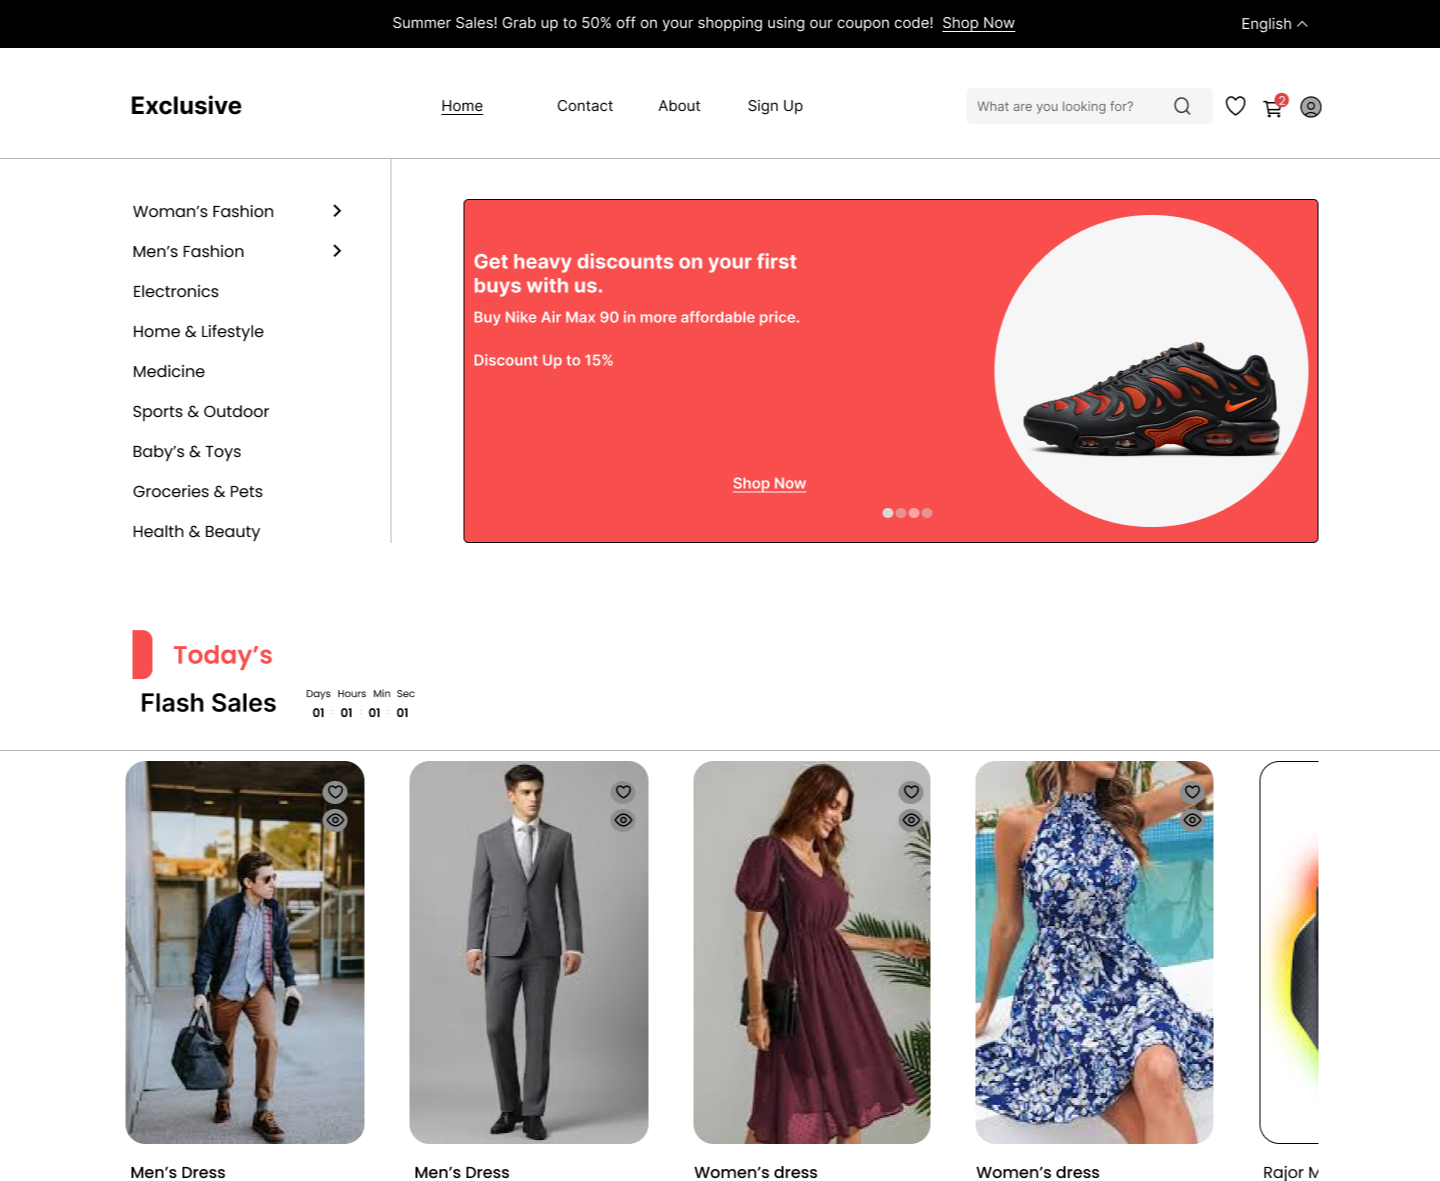 Summer Sales! Grab up to 50% off on your shopping using our coupon code! Shop Now
English
Exclusive
Home
Contact
About
Sign Up
What are you looking for?
2
Woman’s Fashion
Men’s Fashion
Electronics
Home & Lifestyle
Medicine
Sports & Outdoor
Baby’s & Toys
Groceries & Pets
Health & Beauty
Get heavy discounts on your first
buys with us.
Buy Nike Air Max 90 in more affordable price.
Discount Up to 15%
Shop Now
Today’s
Flash Sales
Days Hours Min Sec
01 : 01 : 01 : 01
Men’s Dress
Men’s Dress
Women’s dress
Women’s dress
Rajor